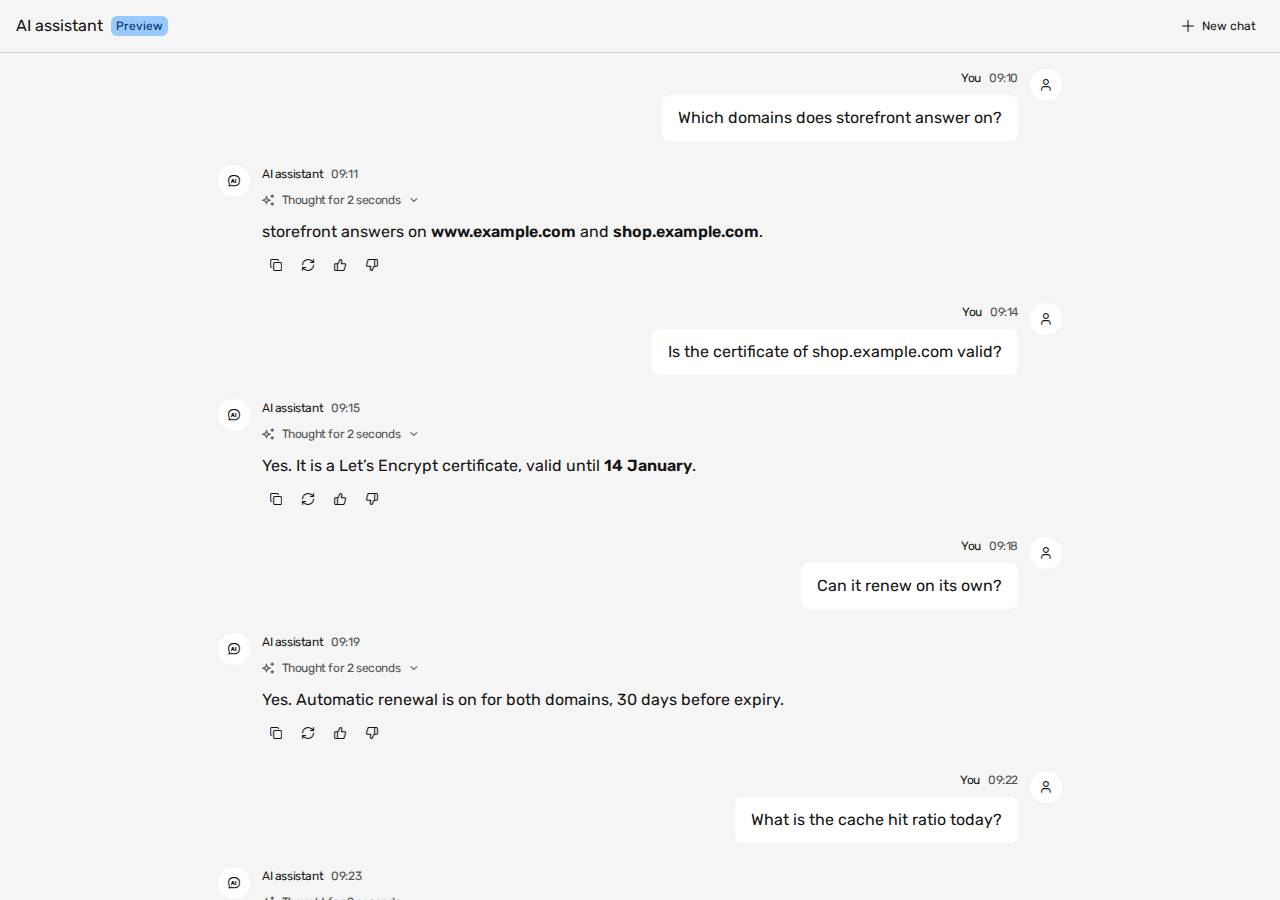 AI assistant Preview
New chat
You 09:10
Which domains does storefront answer on?
AI assistant 09:11
Thought for 2 seconds
storefront answers on www.example.com and shop.example.com.
You 09:14
Is the certificate of shop.example.com valid?
AI assistant 09:15
Thought for 2 seconds
Yes. It is a Let’s Encrypt certificate, valid until 14 January.
You 09:18
Can it renew on its own?
AI assistant 09:19
Thought for 2 seconds
Yes. Automatic renewal is on for both domains, 30 days before expiry.
You 09:22
What is the cache hit ratio today?
AI assistant 09:23